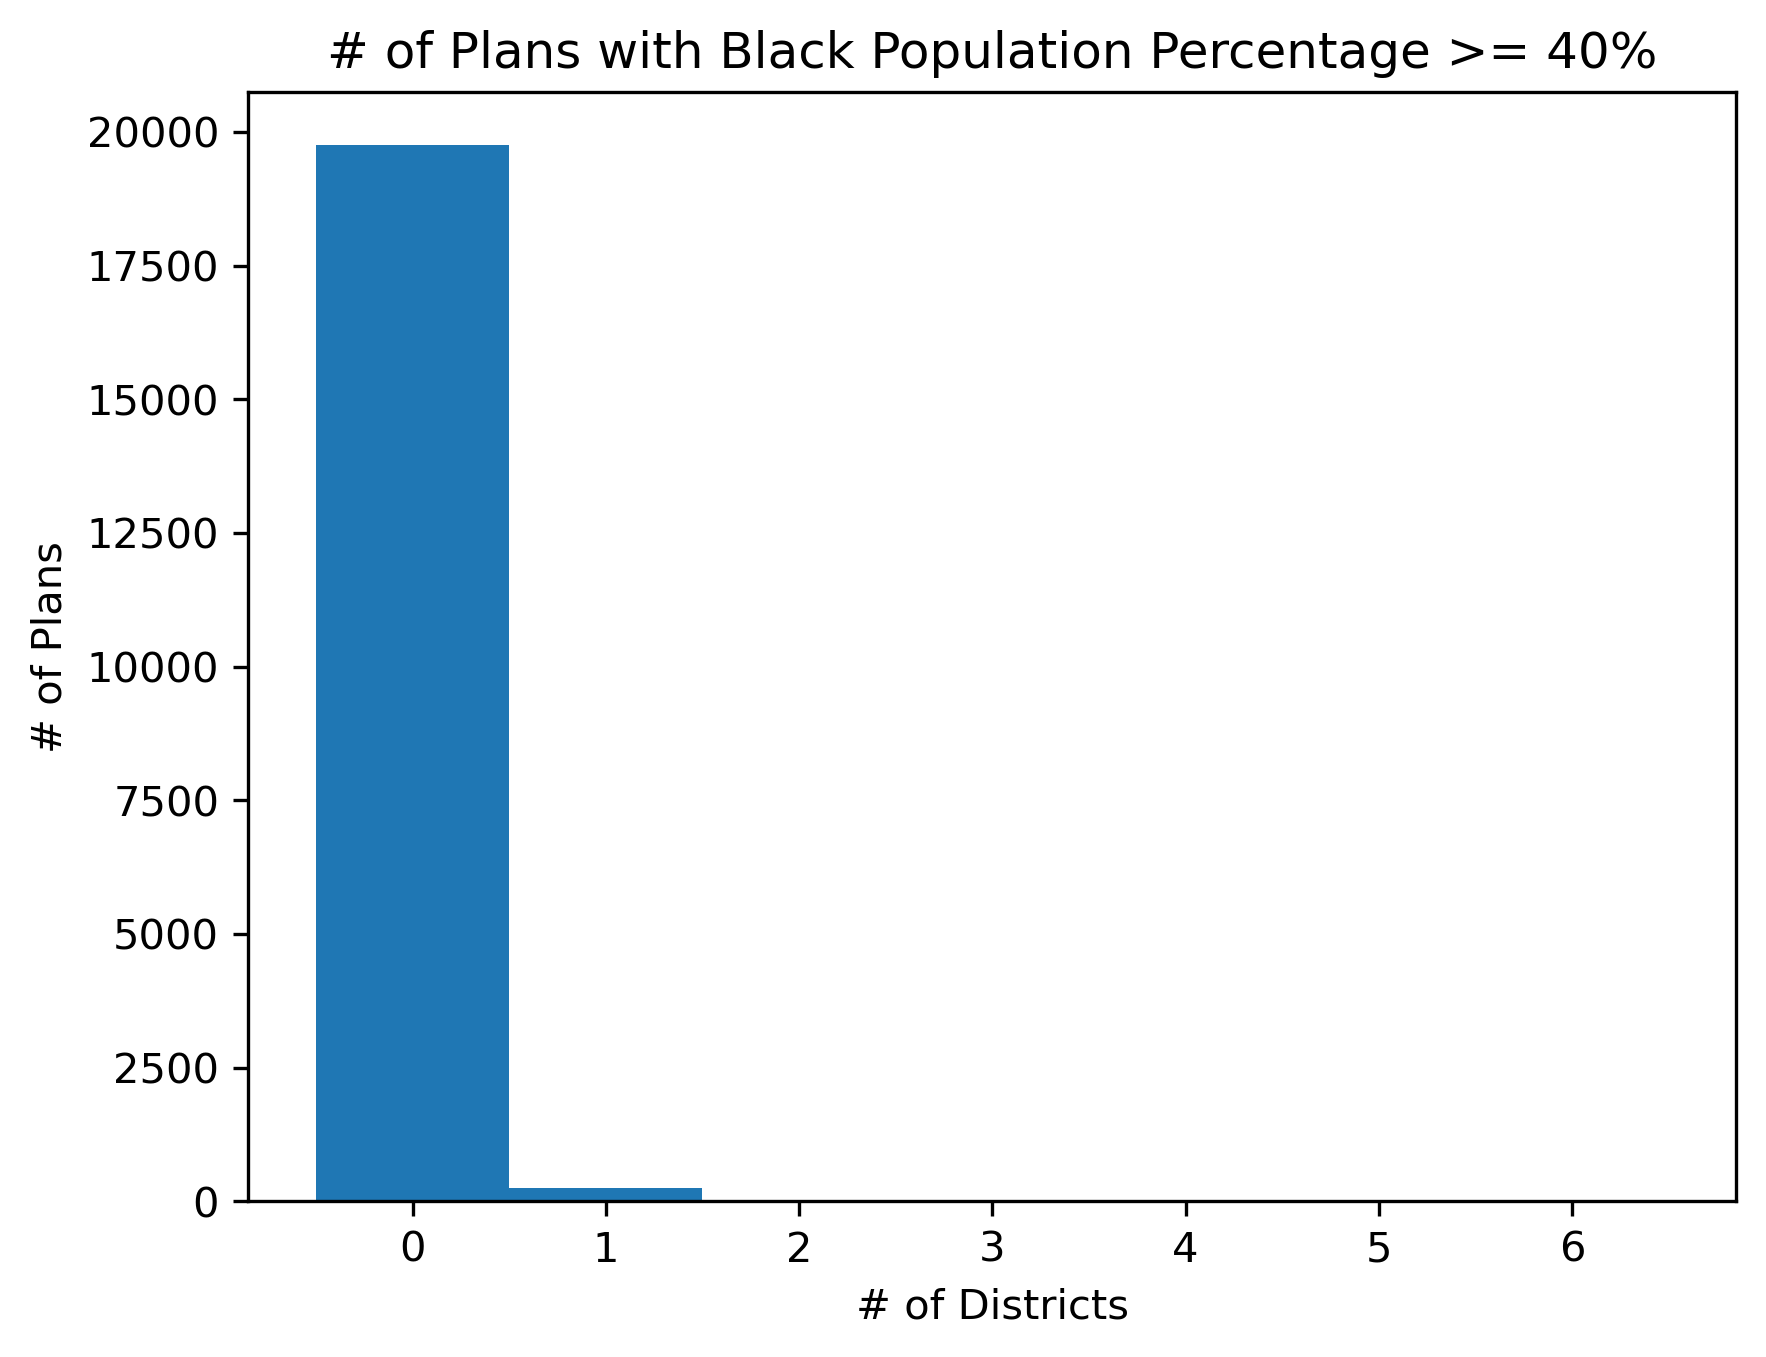 # of Plans with Black Population Percentage >= 40%
20000
17500
15000
12500
10000
7500
5000
2500
0
# of Plans
0 1 2 3 4 5 6
# of Districts